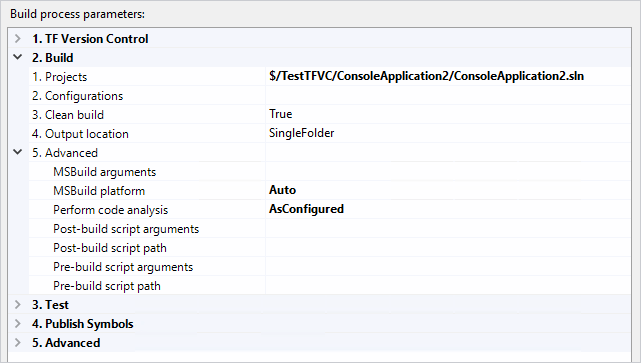 Build process parameters:
1. TF Version Control
2. Build
1. Projects $/TestTFVC/ConsoleApplication2/ConsoleApplication2.sln
2. Configurations
3. Clean build True
4. Output location SingleFolder
5. Advanced
MSBuild arguments
MSBuild platform Auto
Perform code analysis AsConfigured
Post-build script arguments
Post-build script path
Pre-build script arguments
Pre-build script path
3. Test
4. Publish Symbols
5. Advanced